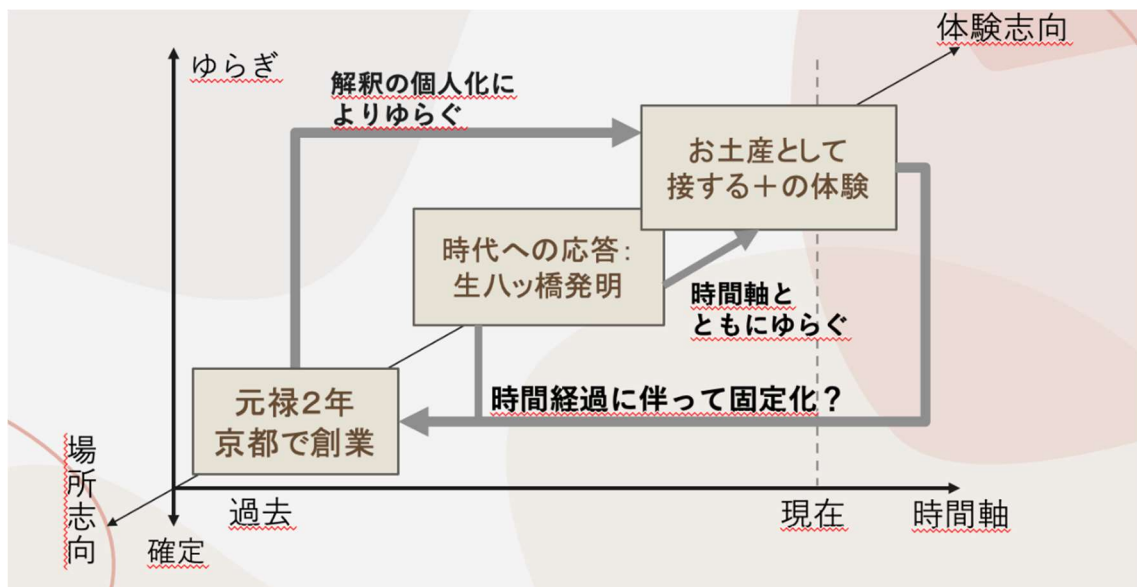 体験志向
ゆらぎ
解釈の個人化に
よりゆらぐ
お土産として
接する＋の体験
時代への応答：
生八ッ橋発明
時間軸と
ともにゆらぐ
元禄２年
京都で創業
時間経過に伴って固定化？
場所志向
確定
過去
現在
時間軸